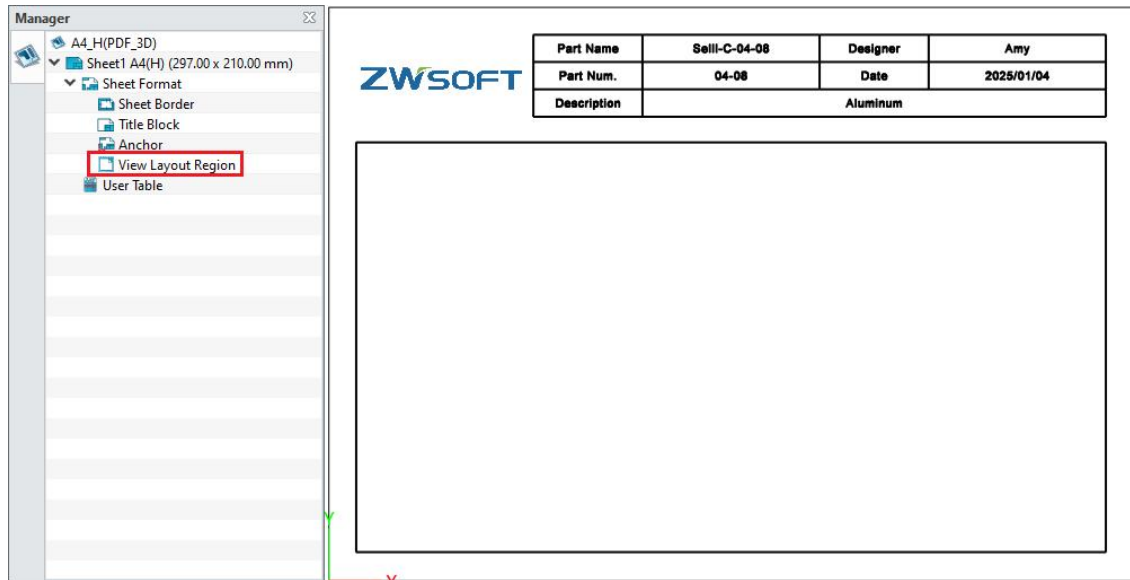 Manager
A4_H(PDF_3D)
Sheet1 A4(H) (297.00 x 210.00 mm)
Sheet Format
Sheet Border
Title Block
Anchor
View Layout Region
User Table
ZWSOFT
Part Name Selll-C-04-08 Designer Amy
Part Num. 04-08 Date 2025/01/04
Description Aluminum
Y
X